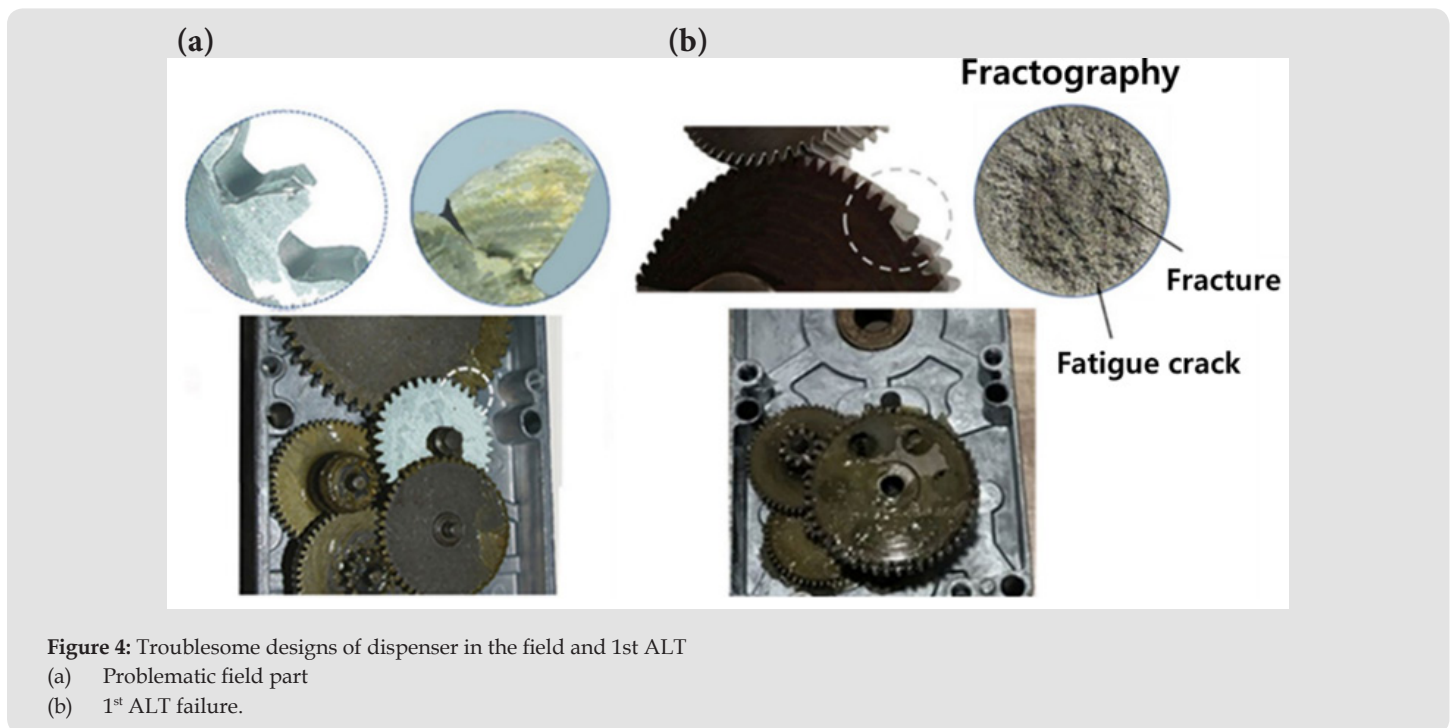 (a)
(b)
Fractography
Fracture
Fatigue crack
Figure 4: Troublesome designs of dispenser in the field and 1st ALT
(a) Problematic field part
(b) 1st ALT failure.